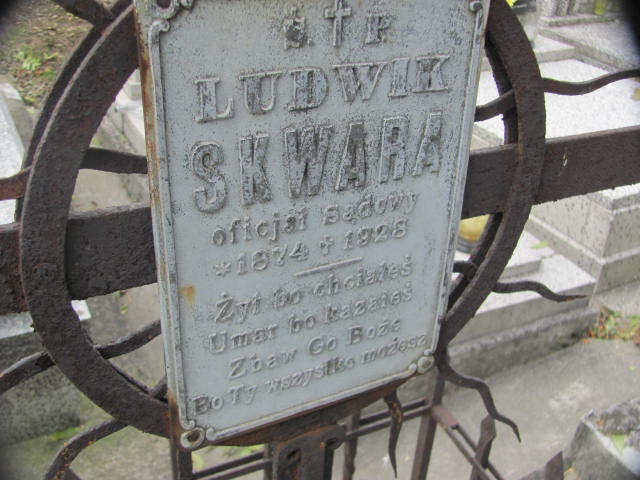 Ś. † P.
LUDWIK
SKWARA
oficjał Sądowy
*1874 † 1928
Żył bo chciałeś
Umarł bo kazałeś
Zbaw Go Boże
Bo Ty wszystko możesz